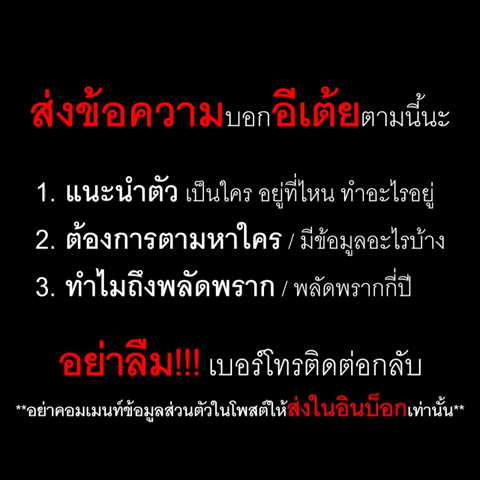 ส่งข้อความบอกอีเต้ยตามนี้นะ
1. แนะนำตัว เป็นใคร อยู่ที่ไหน ทำอะไรอยู่
2. ต้องการตามหาใคร / มีข้อมูลอะไรบ้าง
3. ทำไมถึงพลัดพราก / พลัดพรากกี่ปี
อย่าลืม!!! เบอร์โทรติดต่อกลับ
**อย่าคอมเมนท์ข้อมูลส่วนตัวในโพสต์ให้ส่งในอินบ็อกเท่านั้น**